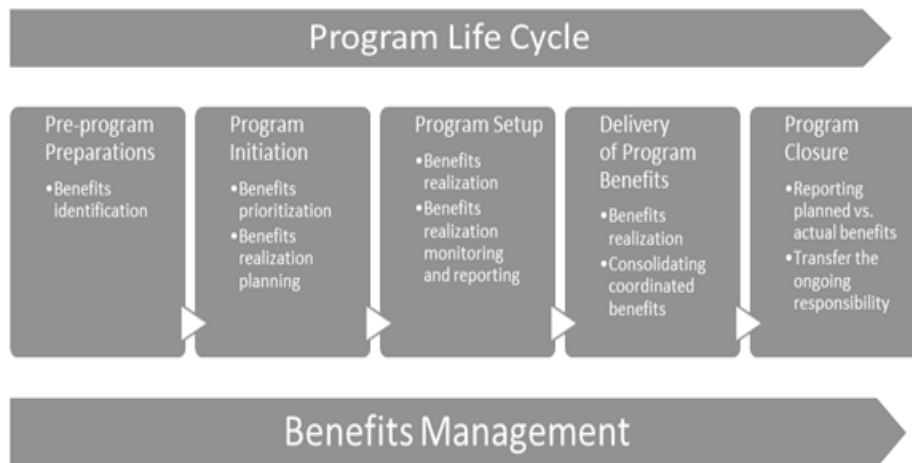 Program Life Cycle
Pre-program
Preparations
•Benefits
identification
Program
Initiation
•Benefits
prioritization
•Benefits
realization
planning
Program Setup
•Benefits
realization
•Benefits
realization
monitoring
and reporting
Delivery
of Program
Benefits
•Benefits
realization
•Consolidating
coordinated
benefits
Program
Closure
•Reporting
planned vs.
actual benefits
•Transfer the
ongoing
responsibility
Benefits Management